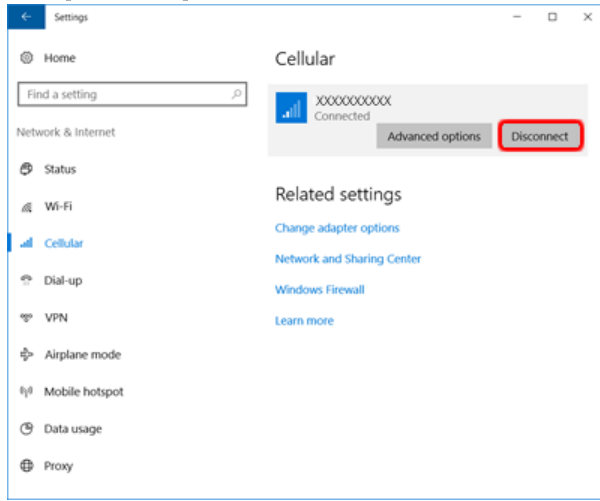 Settings
Home
Find a setting
Network & Internet
Status
Wi-Fi
Cellular
Dial-up
VPN
Airplane mode
Mobile hotspot
Data usage
Proxy
Cellular
XXXXXXXXXX
Connected
Advanced options
Disconnect
Related settings
Change adapter options
Network and Sharing Center
Windows Firewall
Learn more